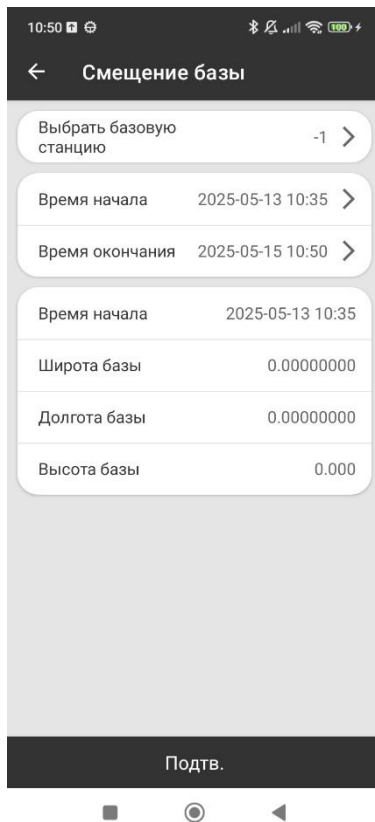 10:50 100
Смещение базы
Выбрать базовую
станцию -1
Время начала 2025-05-13 10:35
Время окончания 2025-05-15 10:50
Время начала 2025-05-13 10:35
Широта базы 0.00000000
Долгота базы 0.00000000
Высота базы 0.000
Подтв.